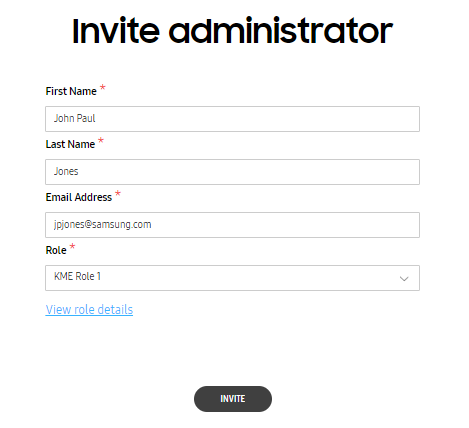 Invite administrator
First Name *
John Paul
Last Name *
Jones
Email Address *
jpjones@samsung.com
Role *
KME Role 1
View role details
INVITE